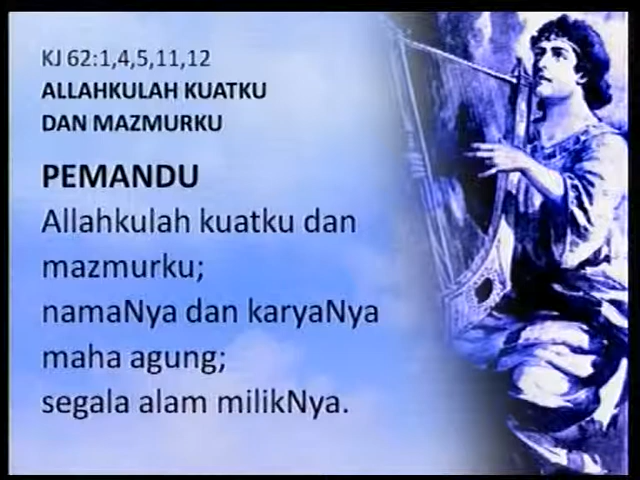 KJ 62:1,4,5,11,12
ALLAHKULAH KUATKU
DAN MAZMURKU
PEMANDU
Allahkulah kuatku dan
mazmurku;
namaNya dan karyaNya
maha agung;
segala alam milikNya.